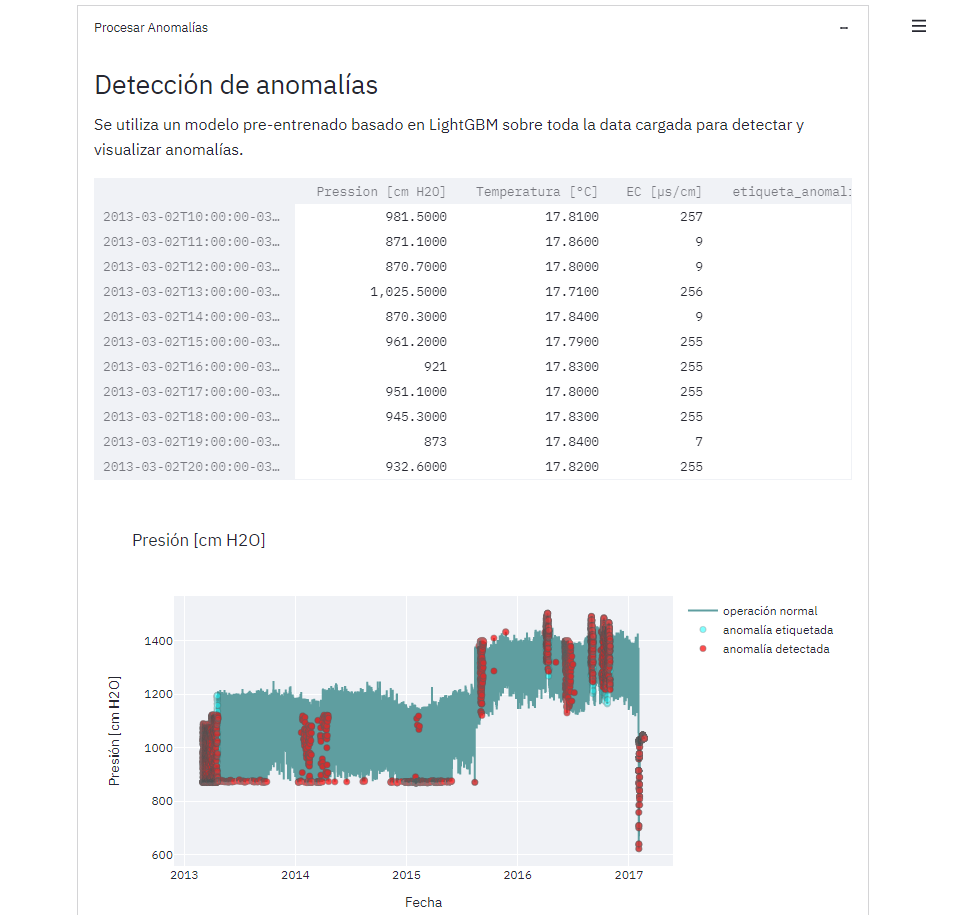 Procesar Anomalías
Detección de anomalías
Se utiliza un modelo pre-entrenado basado en LightGBM sobre toda la data cargada para detectar y
visualizar anomalías.
Pression [cm H2O] Temperatura [°C] EC [µs/cm] etiqueta_anomalí
2013-03-02T10:00:00-03… 981.5000 17.8100 257
2013-03-02T11:00:00-03… 871.1000 17.8600 9
2013-03-02T12:00:00-03… 870.7000 17.8000 9
2013-03-02T13:00:00-03… 1,025.5000 17.7100 256
2013-03-02T14:00:00-03… 870.3000 17.8400 9
2013-03-02T15:00:00-03… 961.2000 17.7900 255
2013-03-02T16:00:00-03… 921 17.8300 255
2013-03-02T17:00:00-03… 951.1000 17.8000 255
2013-03-02T18:00:00-03… 945.3000 17.8300 255
2013-03-02T19:00:00-03… 873 17.8400 7
2013-03-02T20:00:00-03… 932.6000 17.8200 255
Presión [cm H2O]
operación normal
anomalía etiquetada
anomalía detectada
Presión [cm H2O]
1400
1200
1000
800
600
2013 2014 2015 2016 2017
Fecha